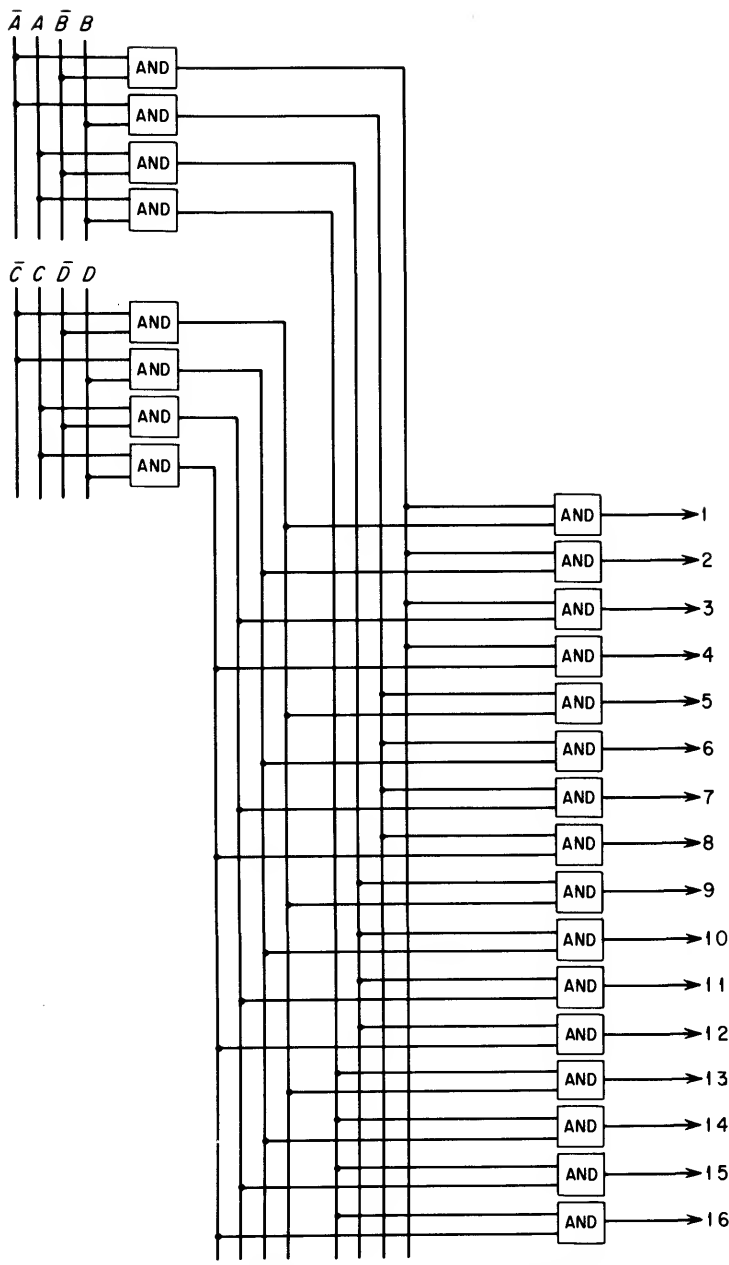 A̅ A B̅ B
AND
AND
AND
AND
C̅ C D̅ D
AND
AND
AND
AND
AND 1
AND 2
AND 3
AND 4
AND 5
AND 6
AND 7
AND 8
AND 9
AND 10
AND 11
AND 12
AND 13
AND 14
AND 15
AND 16